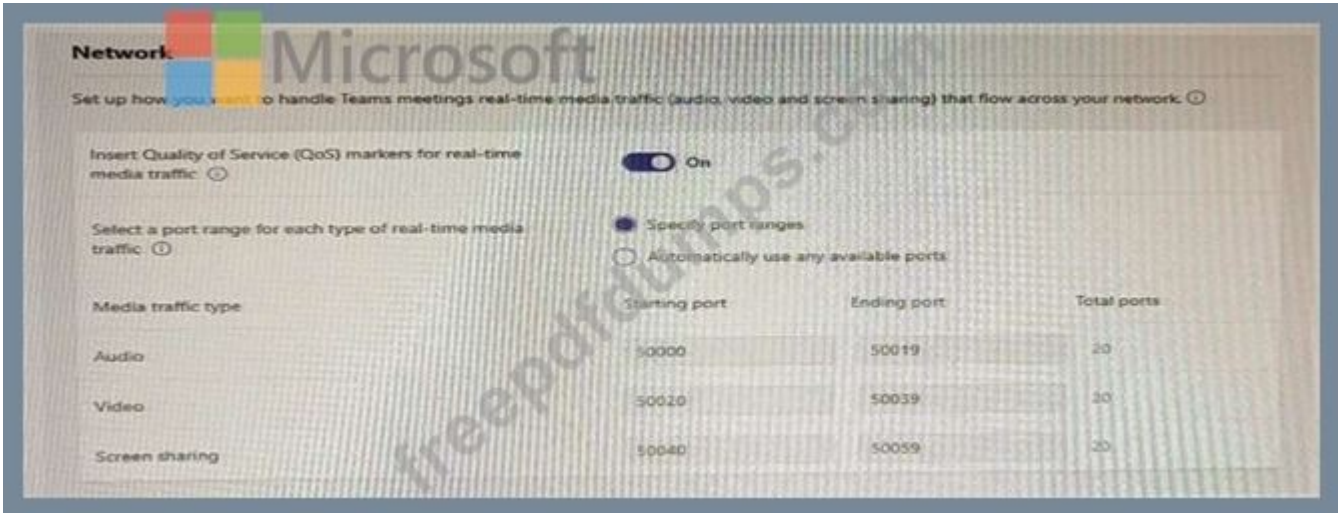 Microsoft
Network
Set up how you want to handle Teams meetings real-time media traffic (audio, video and screen sharing) that flow across your network.
Insert Quality of Service (QoS) markers for real-time
media traffic
On
Select a port range for each type of real-time media
traffic
Specify port ranges
Automatically use any available ports
Media traffic type Starting port Ending port Total ports
Audio 50000 50019 20
Video 50020 50039 20
Screen sharing 50040 50059 20
freepdfdumps.com